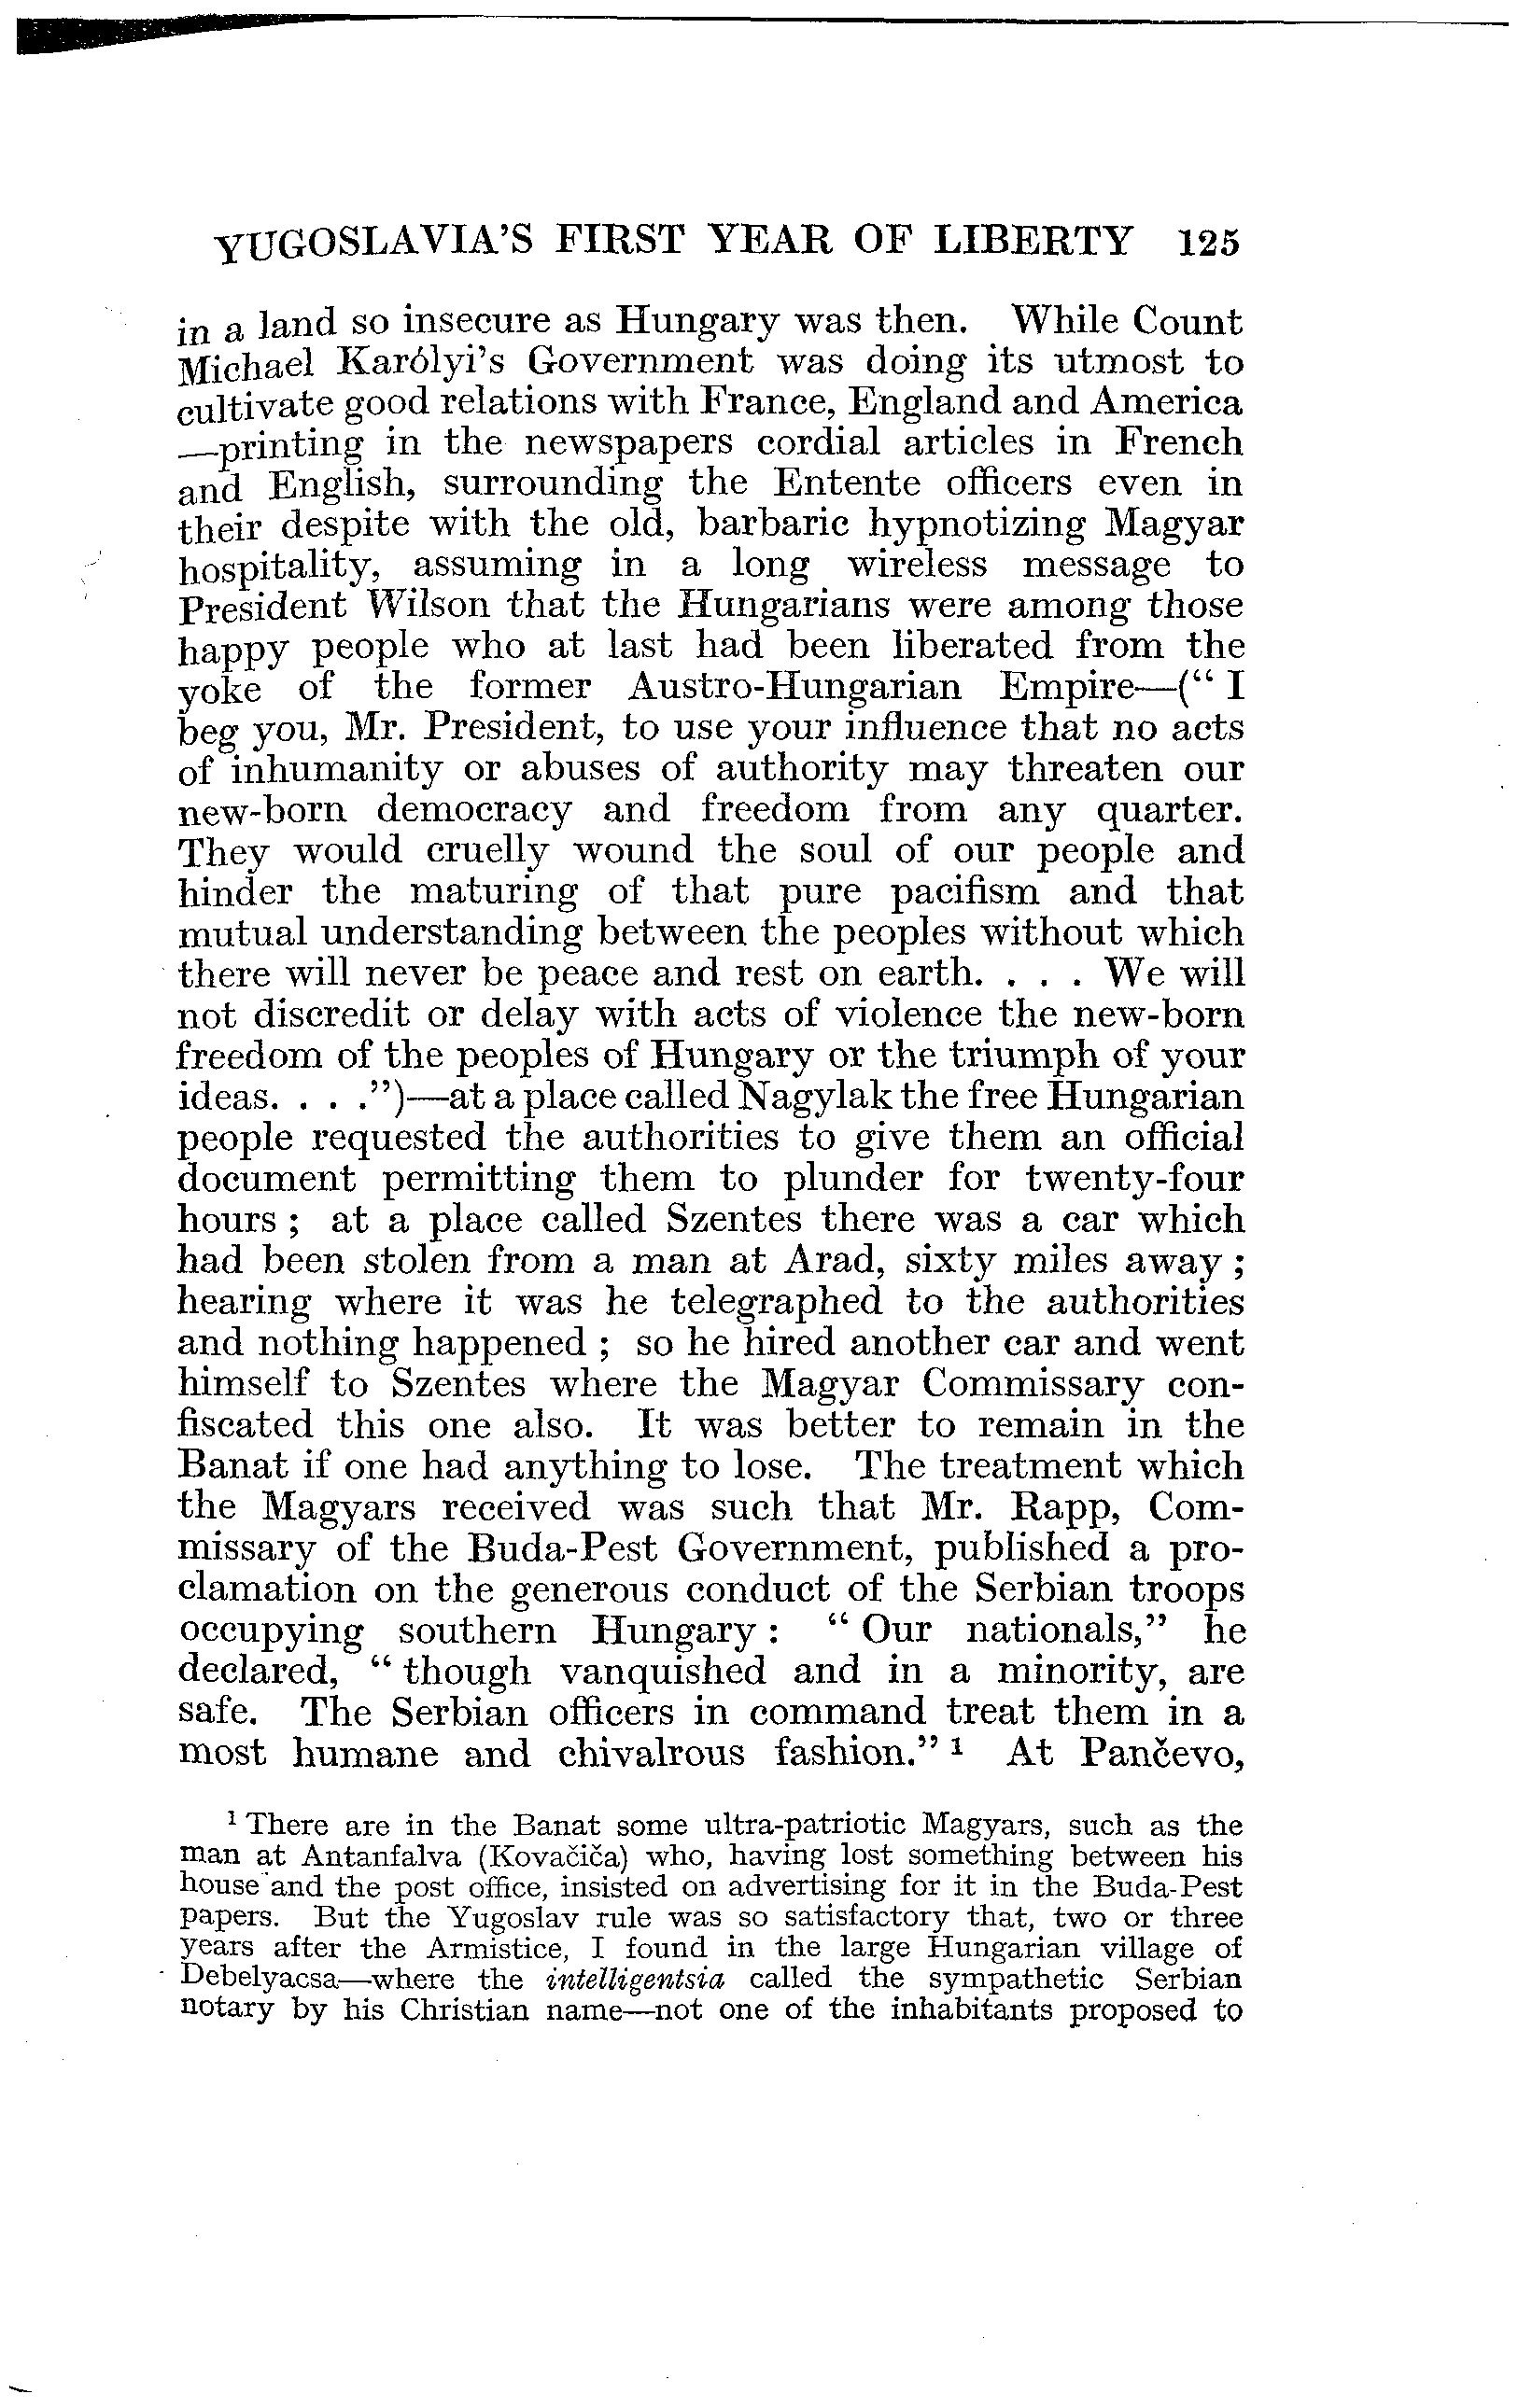 YUGOSLAVIA'S FIRST YEAR OF LIBERTY 125
in a land so insecure as Hungary was then. While Count
Michael Karólyi's Government was doing its utmost to
cultivate good relations with France, England and America
—printing in the newspapers cordial articles in French
and English, surrounding the Entente officers even in
their despite with the old, barbaric hypnotizing Magyar
hospitality, assuming in a long wireless message to
President Wilson that the Hungarians were among those
happy people who at last had been liberated from the
yoke of the former Austro-Hungarian Empire—(“ I
beg you, Mr. President, to use your influence that no acts
of inhumanity or abuses of authority may threaten our
new-born democracy and freedom from any quarter.
They would cruelly wound the soul of our people and
hinder the maturing of that pure pacifism and that
mutual understanding between the peoples without which
there will never be peace and rest on earth. . . . We will
not discredit or delay with acts of violence the new-born
freedom of the peoples of Hungary or the triumph of your
ideas. . . .”)—at a place called Nagylak the free Hungarian
people requested the authorities to give them an official
document permitting them to plunder for twenty-four
hours ; at a place called Szentes there was a car which
had been stolen from a man at Arad, sixty miles away ;
hearing where it was he telegraphed to the authorities
and nothing happened ; so he hired another car and went
himself to Szentes where the Magyar Commissary con-
fiscated this one also. It was better to remain in the
Banat if one had anything to lose. The treatment which
the Magyars received was such that Mr. Rapp, Com-
missary of the Buda-Pest Government, published a pro-
clamation on the generous conduct of the Serbian troops
occupying southern Hungary : “ Our nationals,” he
declared, “ though vanquished and in a minority, are
safe. The Serbian officers in command treat them in a
most humane and chivalrous fashion.” 1 At Pančevo,
1 There are in the Banat some ultra-patriotic Magyars, such as the
man at Antanfalva (Kovačiča) who, having lost something between his
house and the post office, insisted on advertising for it in the Buda-Pest
papers. But the Yugoslav rule was so satisfactory that, two or three
years after the Armistice, I found in the large Hungarian village of
Debelyacsa—where the intelligentsia called the sympathetic Serbian
notary by his Christian name—not one of the inhabitants proposed to